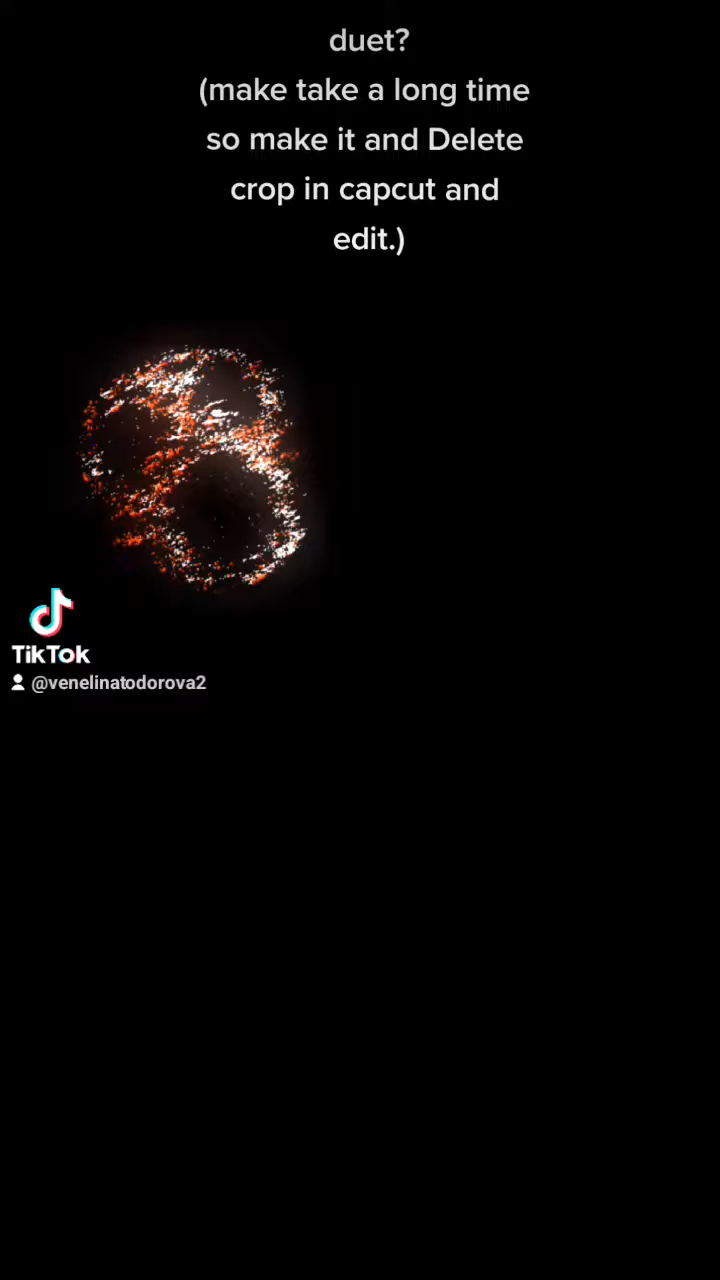 duet?
(make take a long time
so make it and Delete
crop in capcut and
edit.)
TikTok
@venelinatodorova2